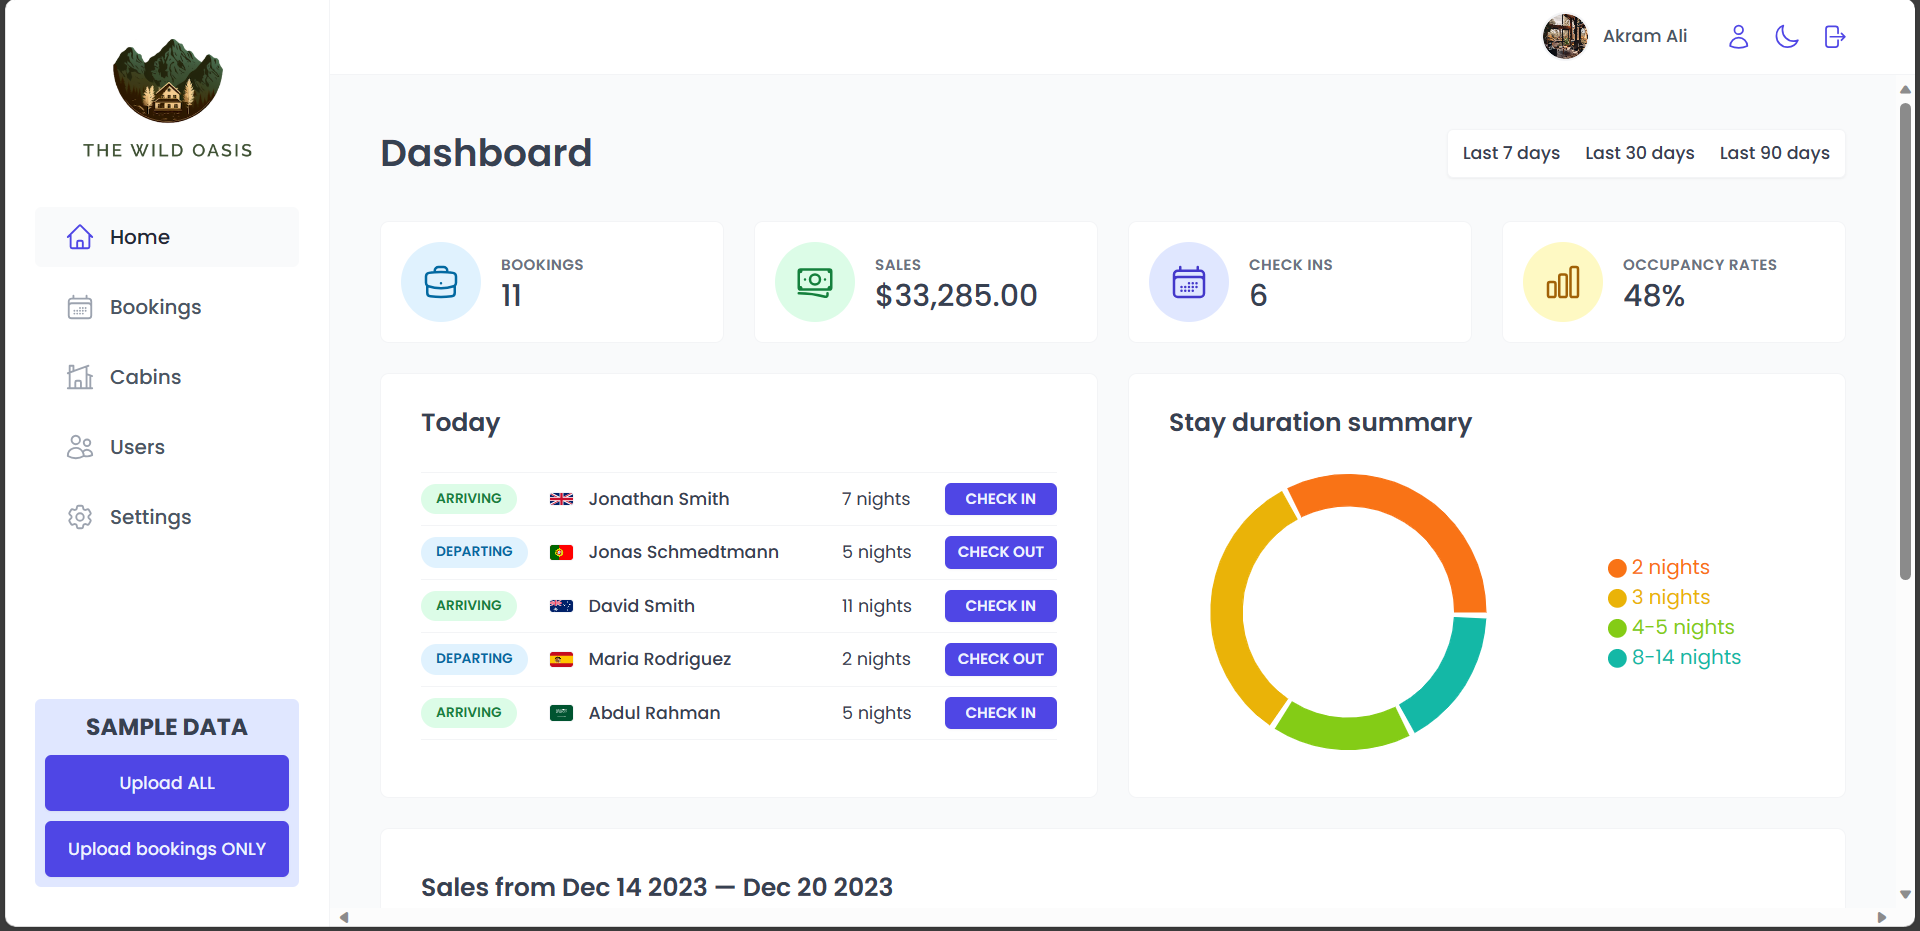 THE WILD OASIS
Home
Bookings
Cabins
Users
Settings
SAMPLE DATA
Upload ALL
Upload bookings ONLY
Akram Ali
Dashboard
Last 7 days Last 30 days Last 90 days
BOOKINGS
11
SALES
$33,285.00
CHECK INS
6
OCCUPANCY RATES
48%
Today
ARRIVING Jonathan Smith 7 nights CHECK IN
DEPARTING Jonas Schmedtmann 5 nights CHECK OUT
ARRIVING David Smith 11 nights CHECK IN
DEPARTING Maria Rodriguez 2 nights CHECK OUT
ARRIVING Abdul Rahman 5 nights CHECK IN
Stay duration summary
2 nights
3 nights
4-5 nights
8-14 nights
Sales from Dec 14 2023 — Dec 20 2023